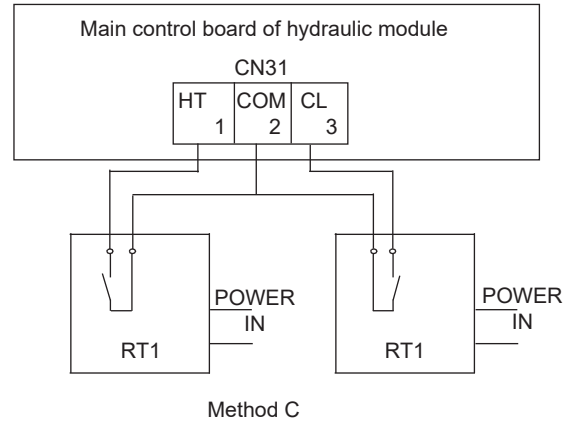 Main control board of hydraulic module
CN31
HT COM CL
1 2 3
POWER
IN
RT1
POWER
IN
RT1
Method C